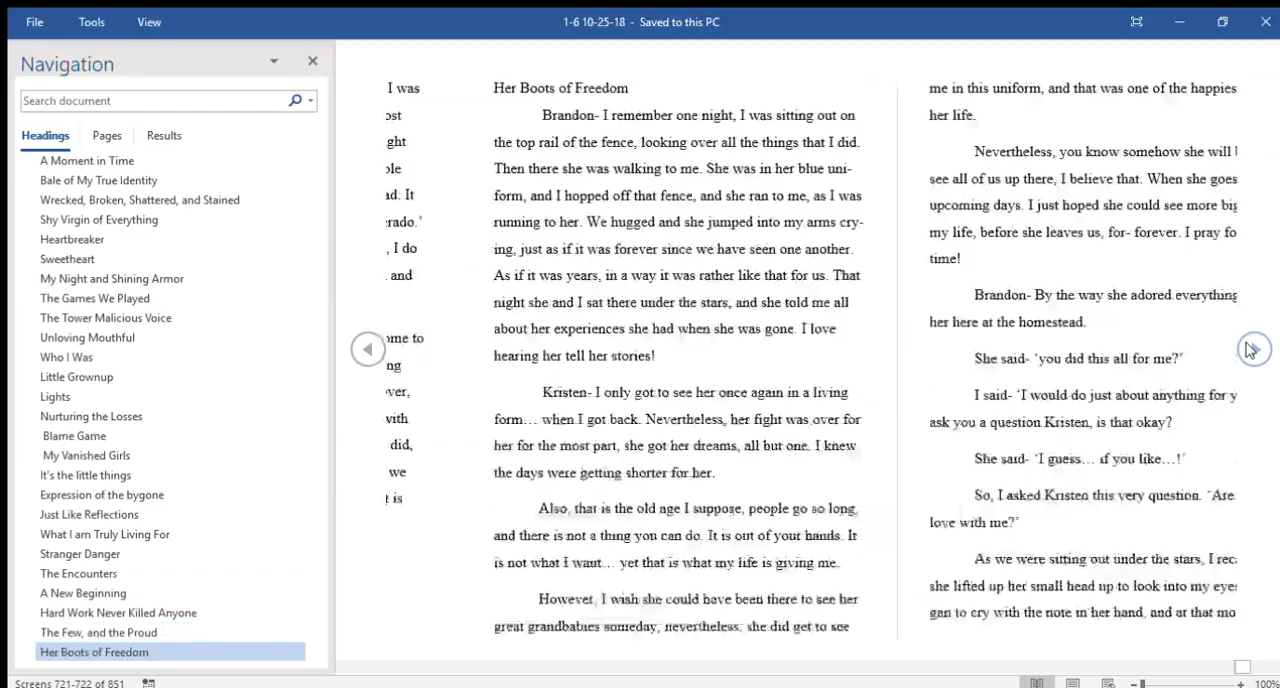 File Tools View
1-6 10-25-18 - Saved to this PC
Navigation
Search document
Headings Pages Results
A Moment in Time
Bale of My True Identity
Wrecked, Broken, Shattered, and Stained
Shy Virgin of Everything
Heartbreaker
Sweetheart
My Night and Shining Armor
The Games We Played
The Tower Malicious Voice
Unloving Mouthful
Who I Was
Little Grownup
Lights
Nurturing the Losses
Blame Game
My Vanished Girls
It's the little things
Expression of the bygone
Just Like Reflections
What I am Truly Living For
Stranger Danger
The Encounters
A New Beginning
Hard Work Never Killed Anyone
The Few, and the Proud
Her Boots of Freedom
Screens 721-722 of 851
I was
ost
ght
ole
ad. It
rado.'
, I do
and
ome to
ng
ver,
with
did,
we
t is
Her Boots of Freedom
Brandon- I remember one night, I was sitting out on
the top rail of the fence, looking over all the things that I did.
Then there she was walking to me. She was in her blue uni-
form, and I hopped off that fence, and she ran to me, as I was
running to her. We hugged and she jumped into my arms cry-
ing, just as if it was forever since we have seen one another.
As if it was years, in a way it was rather like that for us. That
night she and I sat there under the stars, and she told me all
about her experiences she had when she was gone. I love
hearing her tell her stories!
Kristen- I only got to see her once again in a living
form… when I got back. Nevertheless, her fight was over for
her for the most part, she got her dreams, all but one. I knew
the days were getting shorter for her.
Also, that is the old age I suppose, people go so long,
and there is not a thing you can do. It is out of your hands. It
is not what I want… yet that is what my life is giving me.
However, I wish she could have been there to see her
great grandbabies someday, nevertheless, she did get to see
me in this uniform, and that was one of the happies
her life.
Nevertheless, you know somehow she will l
see all of us up there, I believe that. When she goes
upcoming days. I just hoped she could see more big
my life, before she leaves us, for- forever. I pray fo
time!
Brandon- By the way she adored everything
her here at the homestead.
She said- 'you did this all for me?'
I said- 'I would do just about anything for y
ask you a question Kristen, is that okay?
She said- 'I guess… if you like…!'
So, I asked Kristen this very question. "Are
love with me?'
As we were sitting out under the stars, I rec
she lifted up her small head up to look into my eye
gan to cry with the note in her hand, and at that mo
100%